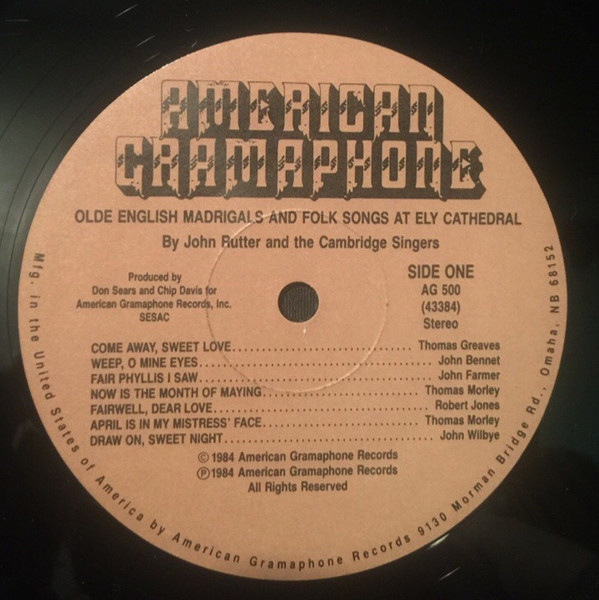 AMERICAN
GRAMAPHONE
OLDE ENGLISH MADRIGALS AND FOLK SONGS AT ELY CATHEDRAL
By John Rutter and the Cambridge Singers
Produced by
Don Sears and Chip Davis for
American Gramaphone Records, Inc.
SESAC
SIDE ONE
AG 500
(43384)
Stereo
COME AWAY, SWEET LOVE Thomas Greaves
WEEP, O MINE EYES John Bennet
FAIR PHYLLIS I SAW John Farmer
NOW IS THE MONTH OF MAYING Thomas Morley
FAIRWELL, DEAR LOVE Robert Jones
APRIL IS IN MY MISTRESS' FACE Thomas Morley
DRAW ON, SWEET NIGHT John Wilbye
©1984 American Gramaphone Records
℗1984 American Gramaphone Records
All Rights Reserved
Mfg. in the United States of America by American Gramaphone Records 9130 Morman Bridge Rd., Omaha, NB 68152